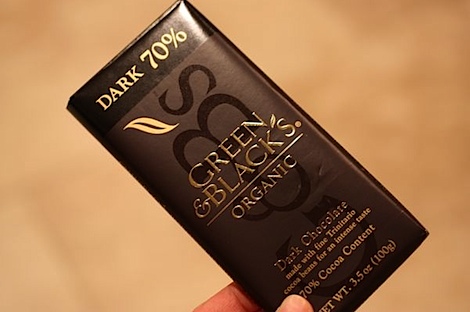 DARK 70%
GREEN
&BLACK'S®
ORGANIC
Dark Chocolate
made with fine Trinitario
cocoa beans for an intense taste
70% Cocoa Content
NET WT. 3.5 oz (100g)